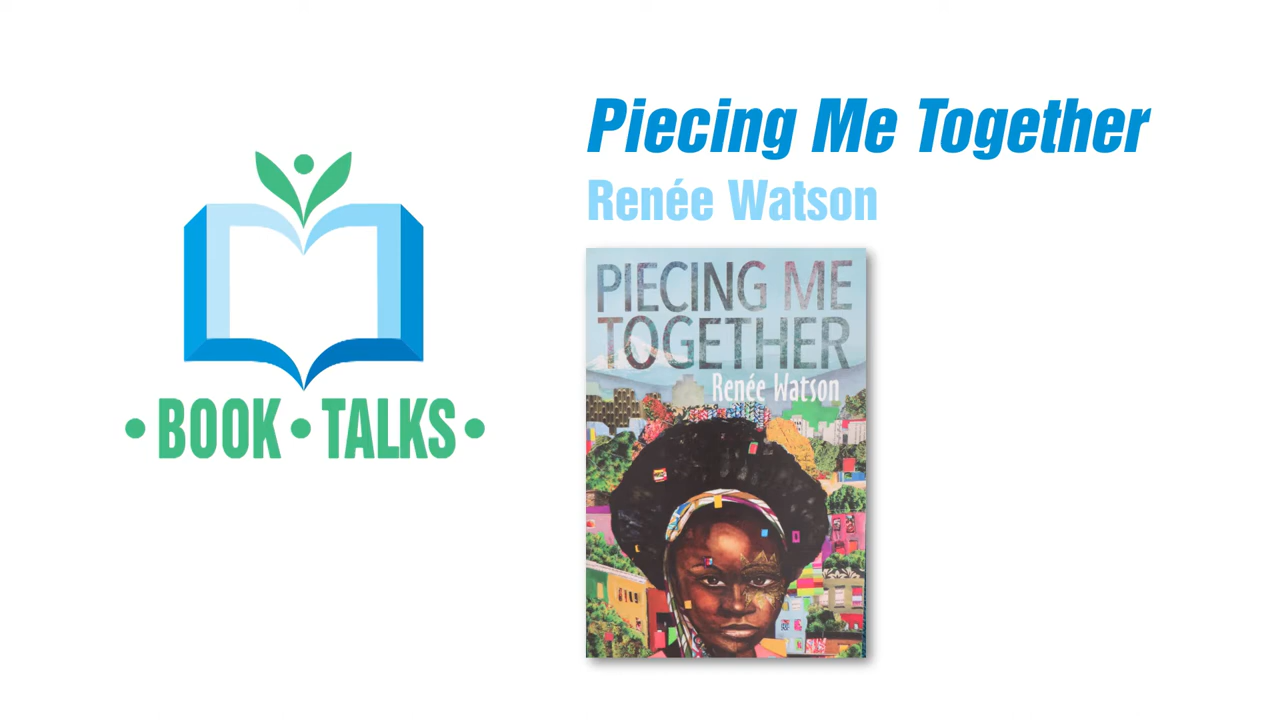 Piecing Me Together
Renée Watson
PIECING ME
TOGETHER
Renée Watson
• BOOK • TALKS •